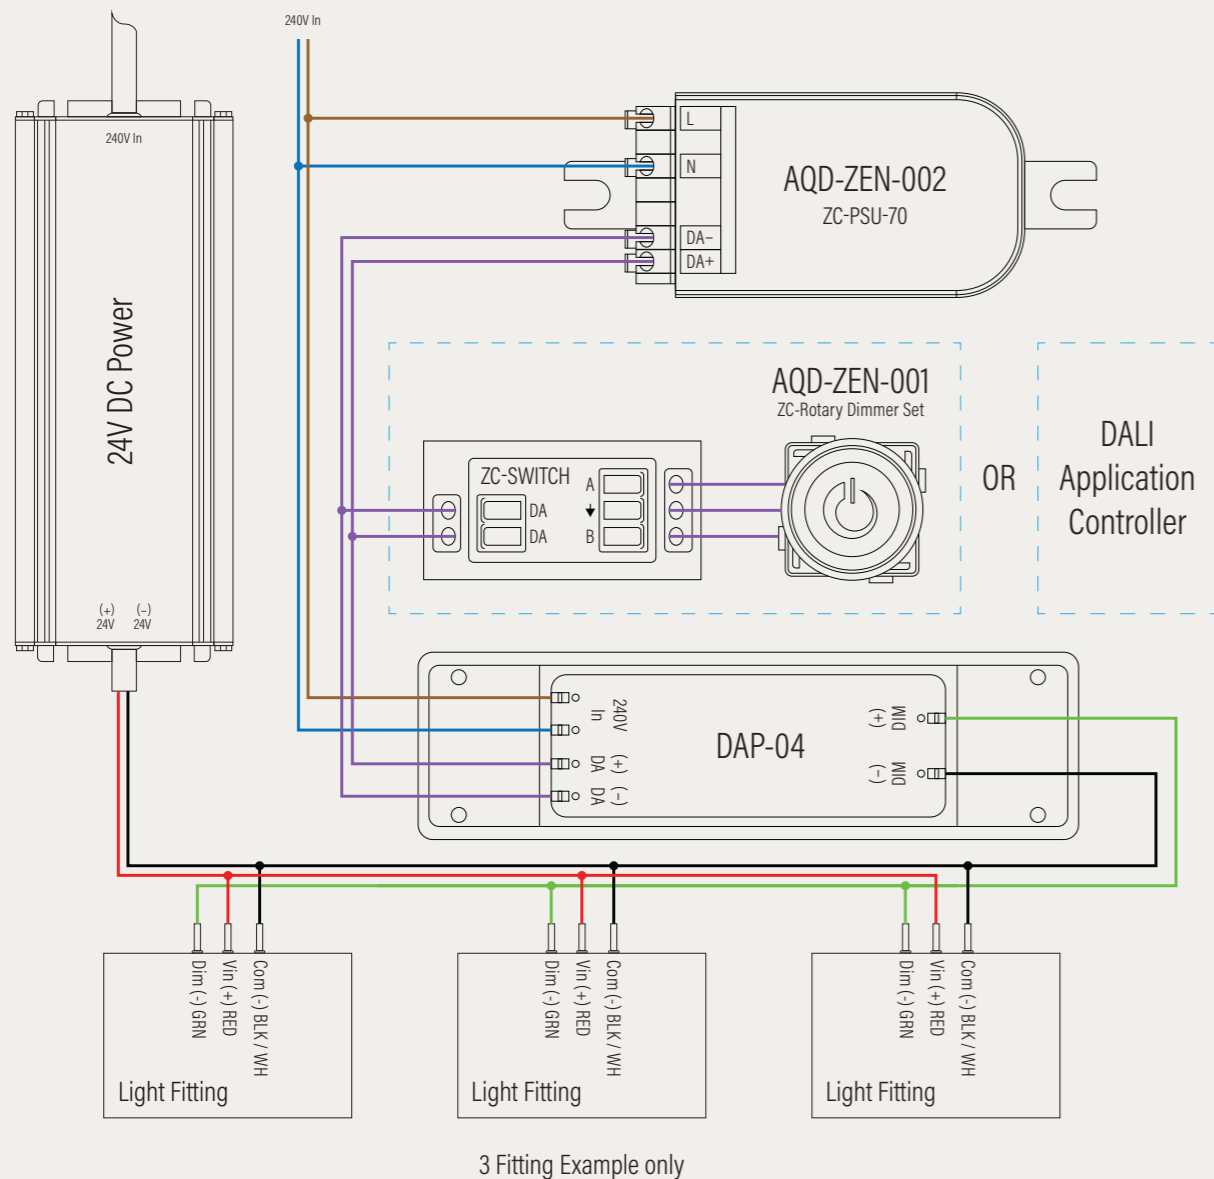 240V In
240V In
24V DC Power
(+)
24V
(−)
24V
L
N
DA−
DA+
AQD-ZEN-002
ZC-PSU-70
AQD-ZEN-001
ZC-Rotary Dimmer Set
ZC-SWITCH
DA
DA
A
B
OR
DALI
Application
Controller
240V
In
DA (+)
DA (−)
DAP-04
DIM
(+)
DIM
(−)
Dim (-) GRN
Vin (+) RED
Com (-) BLK / WH
Light Fitting
Dim (-) GRN
Vin (+) RED
Com (-) BLK / WH
Light Fitting
Dim (-) GRN
Vin (+) RED
Com (-) BLK / WH
Light Fitting
3 Fitting Example only